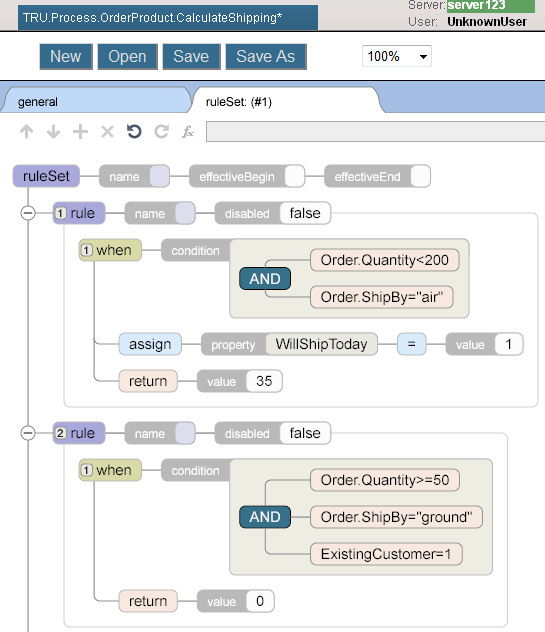 TRU.Process.OrderProduct.CalculateShipping*
Server: server123
User: UnknownUser
New Open Save Save As 100%
general ruleSet: (#1)
fx
ruleSet name effectiveBegin effectiveEnd
1 rule name disabled false
1 when condition
Order.Quantity<200
AND
Order.ShipBy="air"
assign property WillShipToday = value 1
return value 35
2 rule name disabled false
1 when condition
Order.Quantity>=50
AND Order.ShipBy="ground"
ExistingCustomer=1
return value 0